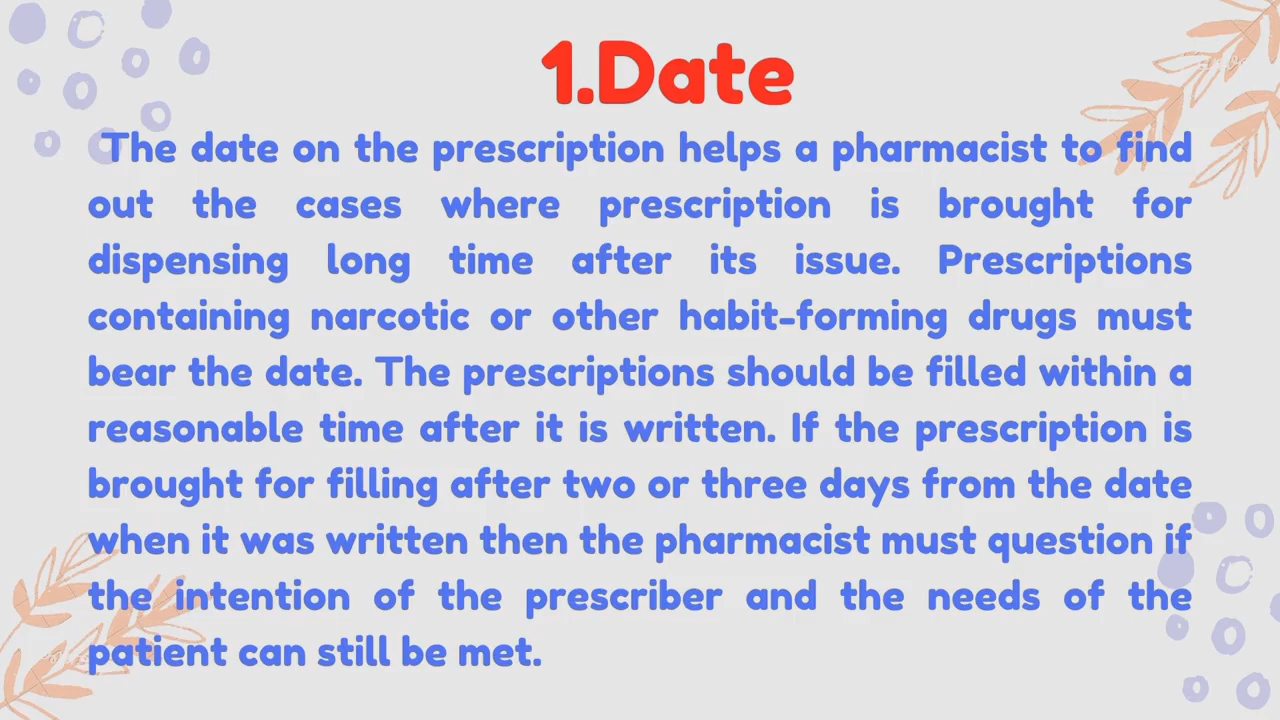 1.Date
The date on the prescription helps a pharmacist to find
out the cases where prescription is brought for
dispensing long time after its issue. Prescriptions
containing narcotic or other habit-forming drugs must
bear the date. The prescriptions should be filled within a
reasonable time after it is written. If the prescription is
brought for filling after two or three days from the date
when it was written then the pharmacist must question if
the intention of the prescriber and the needs of the
patient can still be met.